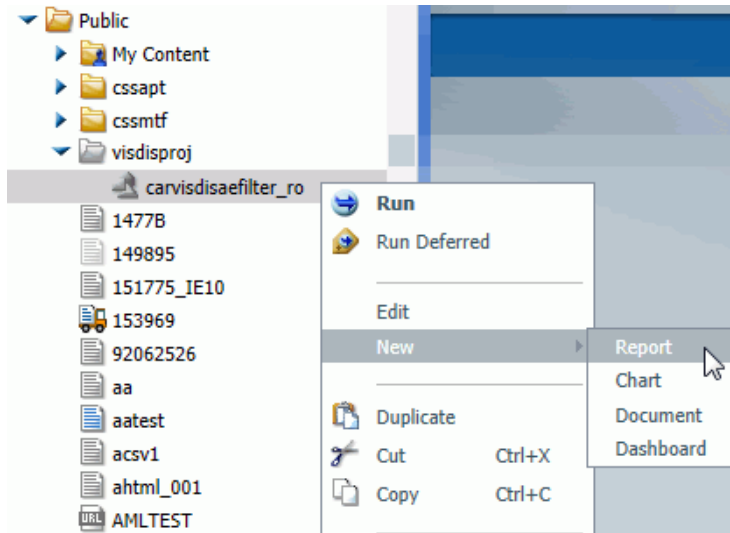 Public
My Content
cssapt
cssmtf
visdisproj
carvisdisaefilter_ro
1477B
149895
151775_IE10
153969
92062526
aa
aatest
acsv1
ahtml_001
URL AMLTEST
Run
Run Deferred
Edit
New
Duplicate
Cut Ctrl+X
Copy Ctrl+C
Report
Chart
Document
Dashboard